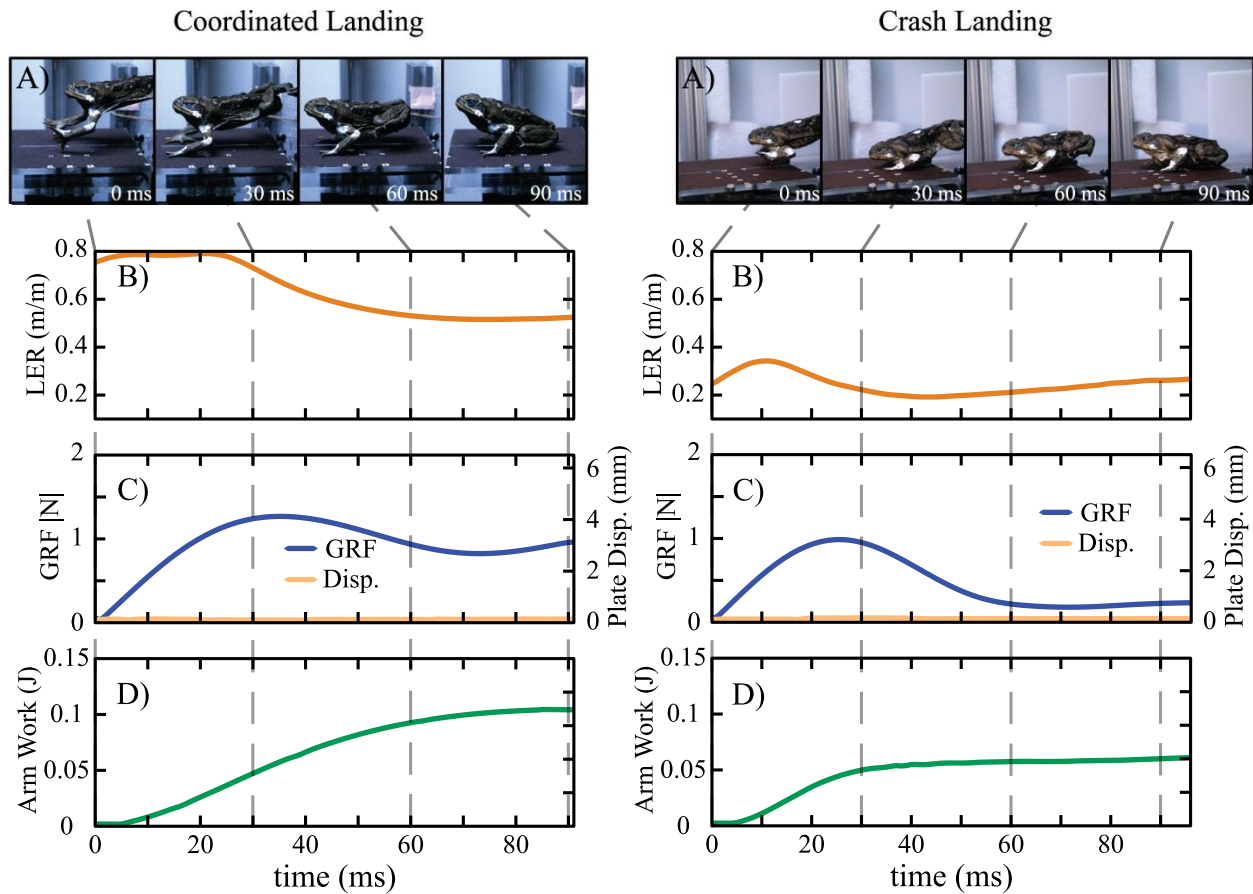 Coordinated Landing
A)
0 ms
30 ms
60 ms
90 ms
0.8
0.6
0.4
0.2
LER (m/m)
B)
2
1
0
GRF |N|
C)
GRF
Disp.
6
4
2
0
Plate Disp. (mm)
0.15
0.1
0.05
0
Arm Work (J)
D)
0 20 40 60 80
time (ms)
Crash Landing
A)
0 ms
30 ms
60 ms
90 ms
0.8
0.6
0.4
0.2
LER (m/m)
B)
2
1
0
GRF |N|
C)
GRF
Disp.
6
4
2
0
Plate Disp. (mm)
0.15
0.1
0.05
0
Arm Work (J)
D)
0 20 40 60 80
time (ms)